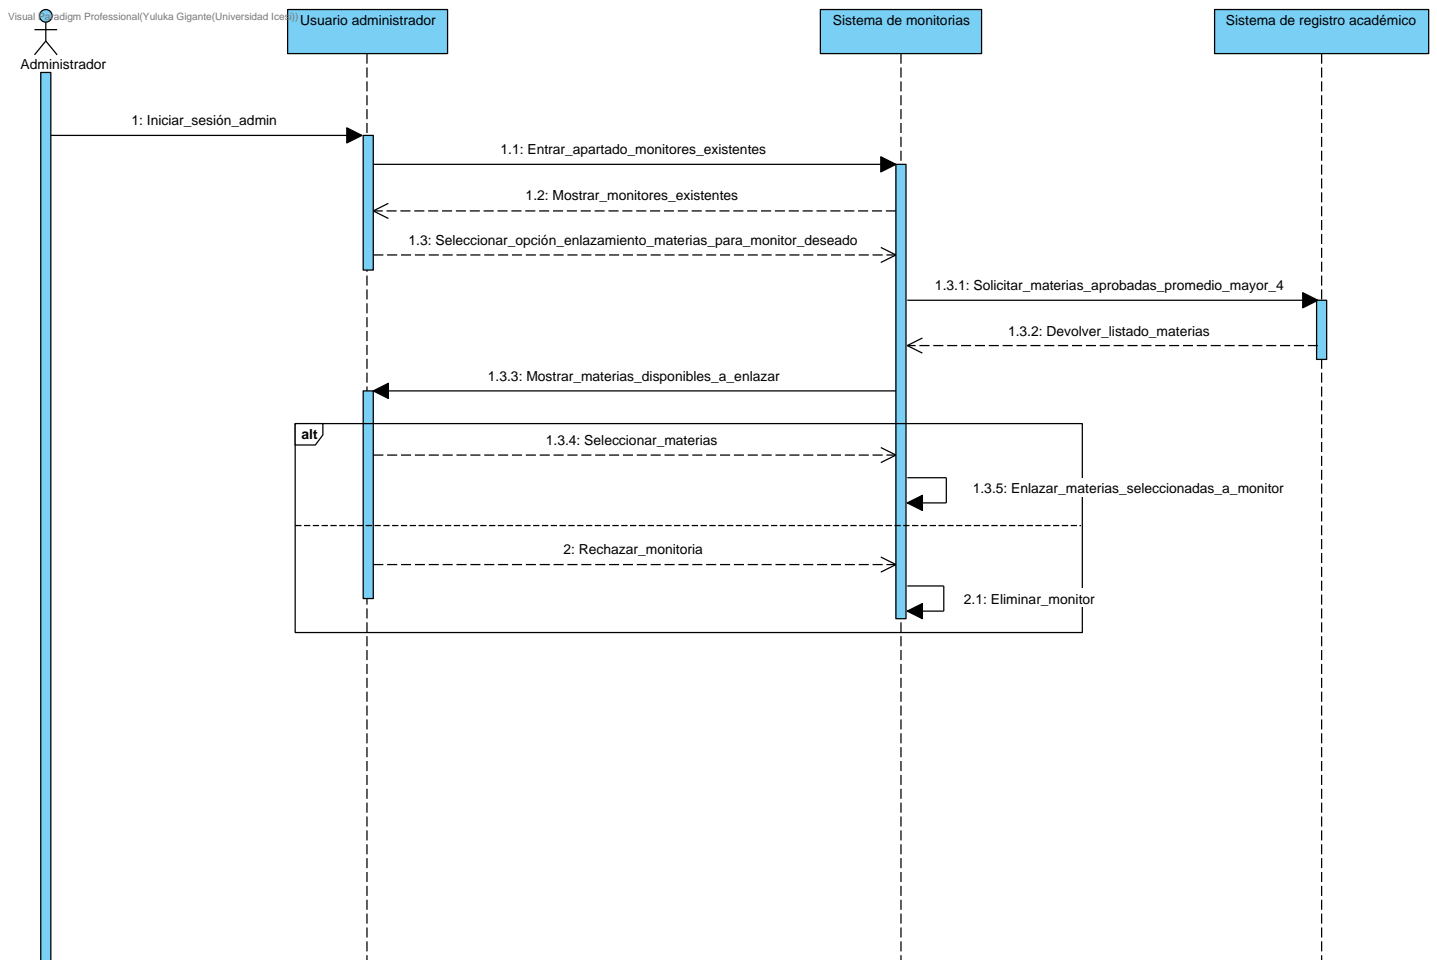 Visual Paradigm Professional(Yuluka Gigante(Universidad Icesi))
Usuario administrador
Sistema de monitorias
Sistema de registro académico
Administrador
1: Iniciar_sesión_admin
1.1: Entrar_apartado_monitores_existentes
1.2: Mostrar_monitores_existentes
1.3: Seleccionar_opción_enlazamiento_materias_para_monitor_deseado
1.3.1: Solicitar_materias_aprobadas_promedio_mayor_4
1.3.2: Devolver_listado_materias
1.3.3: Mostrar_materias_disponibles_a_enlazar
alt
1.3.4: Seleccionar_materias
1.3.5: Enlazar_materias_seleccionadas_a_monitor
2: Rechazar_monitoria
2.1: Eliminar_monitor